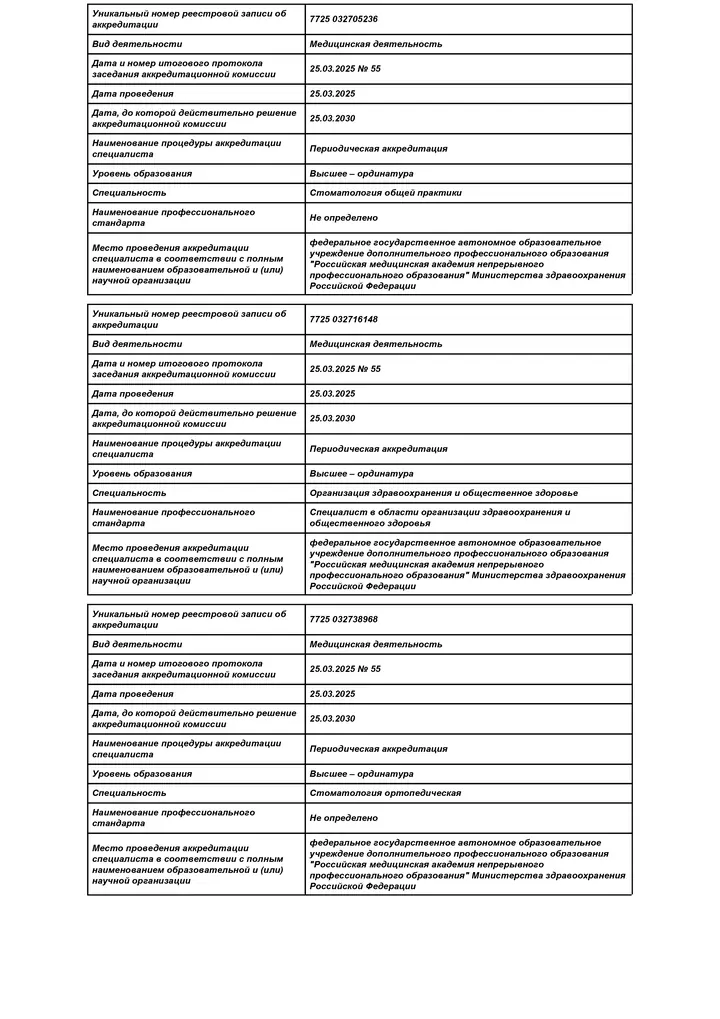 Уникальный номер реестровой записи об
аккредитации
7725 032705236
Вид деятельности
Медицинская деятельность
Дата и номер итогового протокола
заседания аккредитационной комиссии
25.03.2025 № 55
Дата проведения
25.03.2025
Дата, до которой действительно решение
аккредитационной комиссии
25.03.2030
Наименование процедуры аккредитации
специалиста
Периодическая аккредитация
Уровень образования
Высшее – ординатура
Специальность
Стоматология общей практики
Наименование профессионального
стандарта
Не определено
Место проведения аккредитации
специалиста в соответствии с полным
наименованием образовательной и (или)
научной организации
федеральное государственное автономное образовательное
учреждение дополнительного профессионального образования
"Российская медицинская академия непрерывного
профессионального образования" Министерства здравоохранения
Российской Федерации
Уникальный номер реестровой записи об
аккредитации
7725 032716148
Вид деятельности
Медицинская деятельность
Дата и номер итогового протокола
заседания аккредитационной комиссии
25.03.2025 № 55
Дата проведения
25.03.2025
Дата, до которой действительно решение
аккредитационной комиссии
25.03.2030
Наименование процедуры аккредитации
специалиста
Периодическая аккредитация
Уровень образования
Высшее – ординатура
Специальность
Организация здравоохранения и общественное здоровье
Наименование профессионального
стандарта
Специалист в области организации здравоохранения и
общественного здоровья
Место проведения аккредитации
специалиста в соответствии с полным
наименованием образовательной и (или)
научной организации
федеральное государственное автономное образовательное
учреждение дополнительного профессионального образования
"Российская медицинская академия непрерывного
профессионального образования" Министерства здравоохранения
Российской Федерации
Уникальный номер реестровой записи об
аккредитации
7725 032738968
Вид деятельности
Медицинская деятельность
Дата и номер итогового протокола
заседания аккредитационной комиссии
25.03.2025 № 55
Дата проведения
25.03.2025
Дата, до которой действительно решение
аккредитационной комиссии
25.03.2030
Наименование процедуры аккредитации
специалиста
Периодическая аккредитация
Уровень образования
Высшее – ординатура
Специальность
Стоматология ортопедическая
Наименование профессионального
стандарта
Не определено
Место проведения аккредитации
специалиста в соответствии с полным
наименованием образовательной и (или)
научной организации
федеральное государственное автономное образовательное
учреждение дополнительного профессионального образования
"Российская медицинская академия непрерывного
профессионального образования" Министерства здравоохранения
Российской Федерации